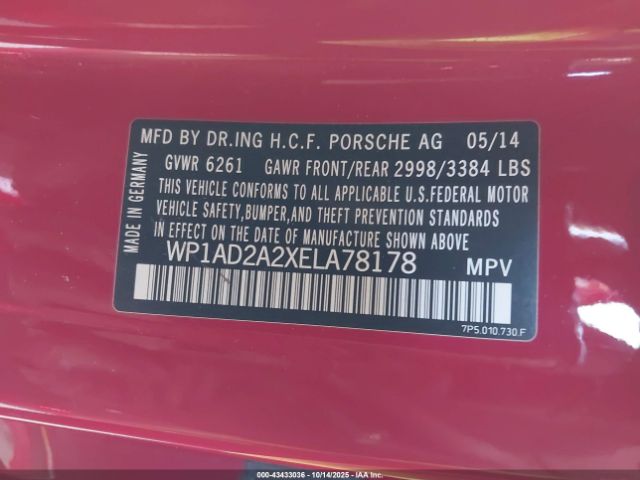 MFD BY DR.ING H.C.F. PORSCHE AG 05/14
GVWR 6261 GAWR FRONT/REAR 2998/3384 LBS
THIS VEHICLE CONFORMS TO ALL APPLICABLE U.S.FEDERAL MOTOR
VEHICLE SAFETY,BUMPER,AND THEFT PREVENTION STANDARDS
IN EFFECT ON THE DATE OF MANUFACTURE SHOWN ABOVE
WP1AD2A2XELA78178 MPV
MADE IN GERMANY
7P5.010.730.F
000-43433036 | 10/14/2025 | IAA Inc.